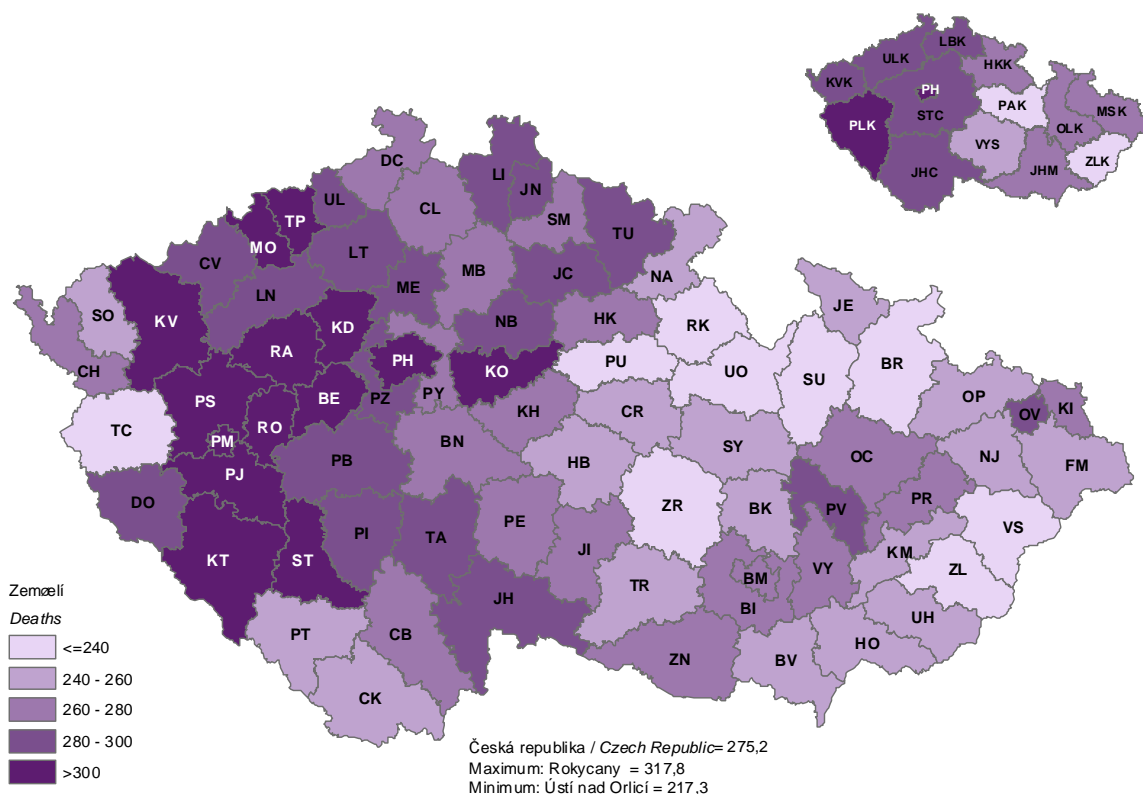 LBK
ULK
HKK
KVK
PH
PAK
MSK
STC
PLK
OLK
VYS
ZLK
JHC
JHM
DC
LI
JN
UL
TP
CL
SM
MO
TU
LT
CV
MB
JC
NA
ME
LN
SO
KV
NB
HK
RK
JE
KD
RA
PH
KO
PU
UO
SU
BR
CH
PS
BE
PZ
PY
KH
CR
OP
OV
KI
TC
RO
PM
BN
SY
PB
HB
OC
NJ
FM
PJ
DO
PR
ZR
BK
PV
VS
PI
TA
PE
JI
KM
KT
ST
VY
ZL
BM
TR
JH
BI
UH
PT
CB
HO
ZN
BV
CK
Zemøelí
Deaths
<=240
240 - 260
260 - 280
280 - 300
>300
Česká republika / Czech Republic= 275,2
Maximum: Rokycany = 317,8
Minimum: Ústí nad Orlicí = 217,3